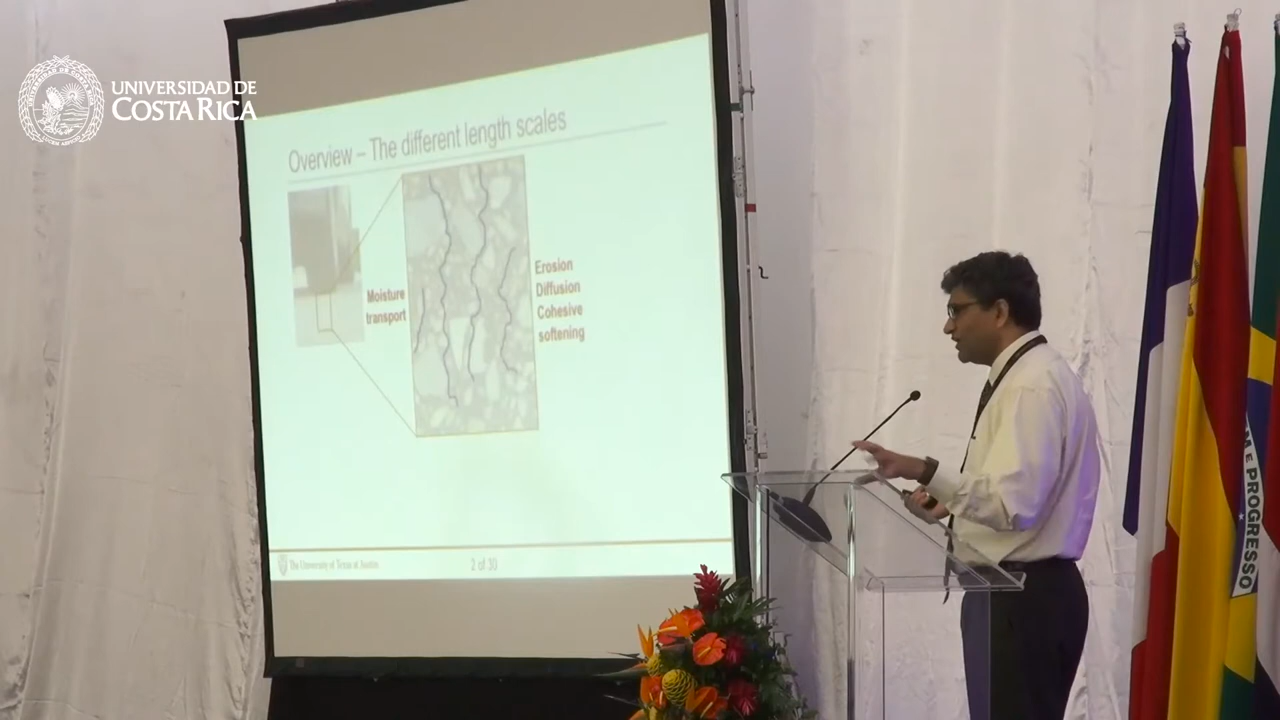 UNIVERSIDAD DE
COSTA RICA
Overview – The different length scales
Moisture
transport
Erosion
Diffusion
Cohesive
softening
The University of Texas at Austin
2 of 30
M E PROGRESSO